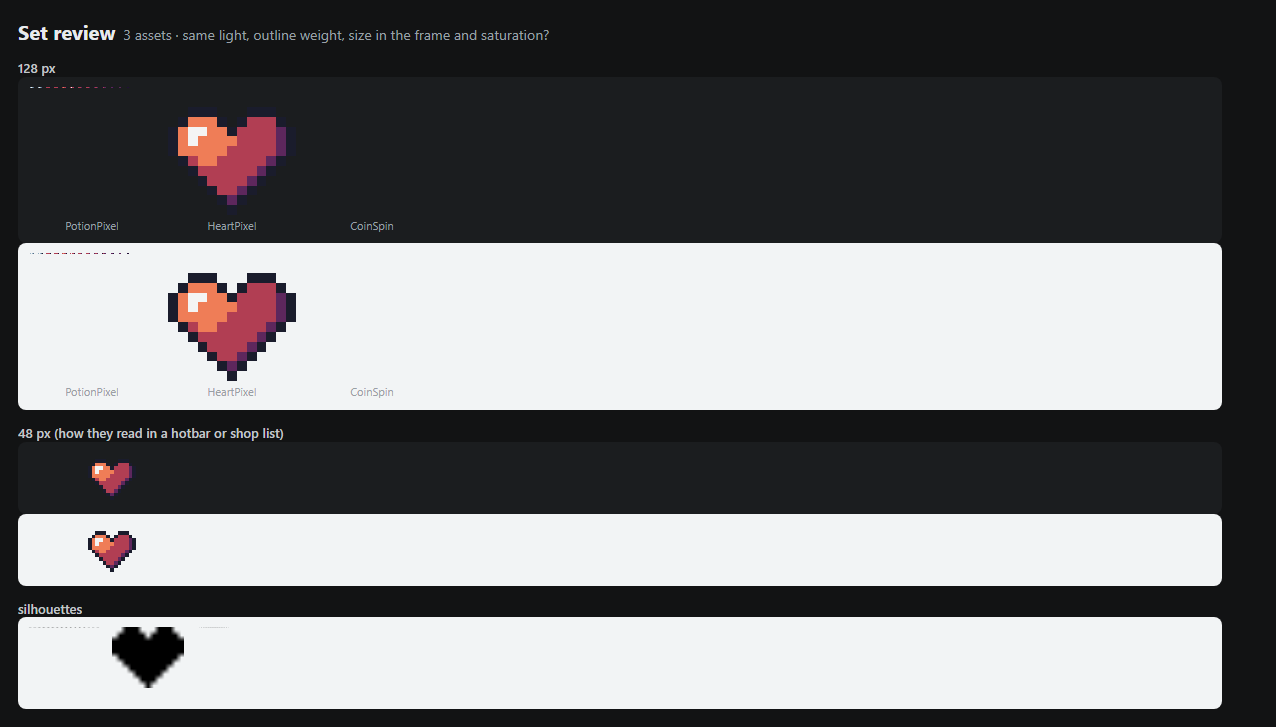 Set review 3 assets · same light, outline weight, size in the frame and saturation?
128 px
PotionPixel HeartPixel CoinSpin
PotionPixel HeartPixel CoinSpin
48 px (how they read in a hotbar or shop list)
silhouettes